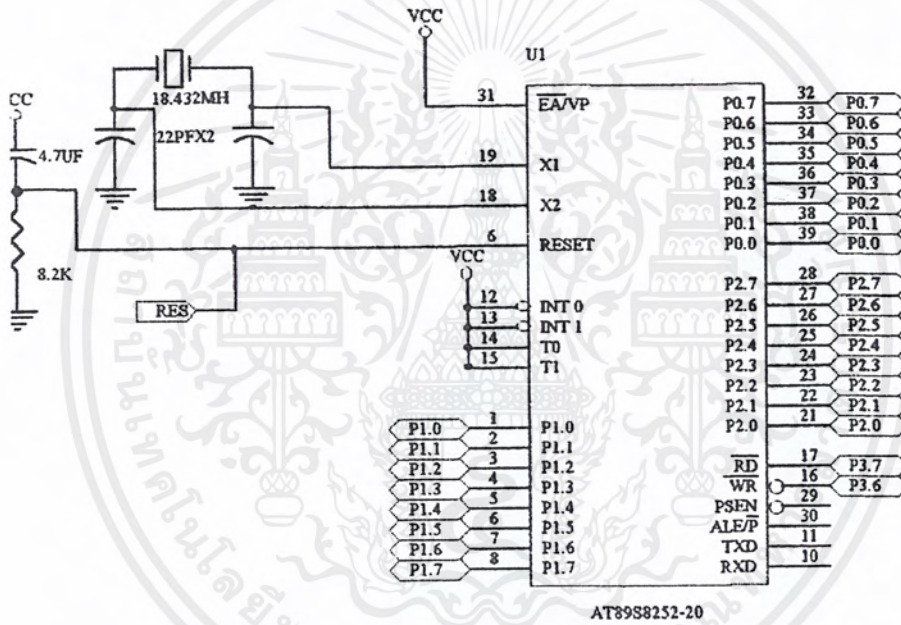 VCC
U1
CC
18.432MH
22PFX2
4.7UF
8.2K
RES
31 EA/VP
19 X1
18 X2
6 RESET
VCC
12 INT 0
13 INT 1
14 T0
15 T1
P1.0 1 P1.0
P1.1 2 P1.1
P1.2 3 P1.2
P1.3 4 P1.3
P1.4 5 P1.4
P1.5 6 P1.5
P1.6 7 P1.6
P1.7 8 P1.7
P0.7 32 P0.7
P0.6 33 P0.6
P0.5 34 P0.5
P0.4 35 P0.4
P0.3 36 P0.3
P0.2 37 P0.2
P0.1 38 P0.1
P0.0 39 P0.0
P2.7 28 P2.7
P2.6 27 P2.6
P2.5 26 P2.5
P2.4 25 P2.4
P2.3 24 P2.3
P2.2 23 P2.2
P2.1 22 P2.1
P2.0 21 P2.0
RD 17 P3.7
WR 16 P3.6
PSEN 29
ALE/P 30
TXD 11
RXD 10
AT89S8252-20